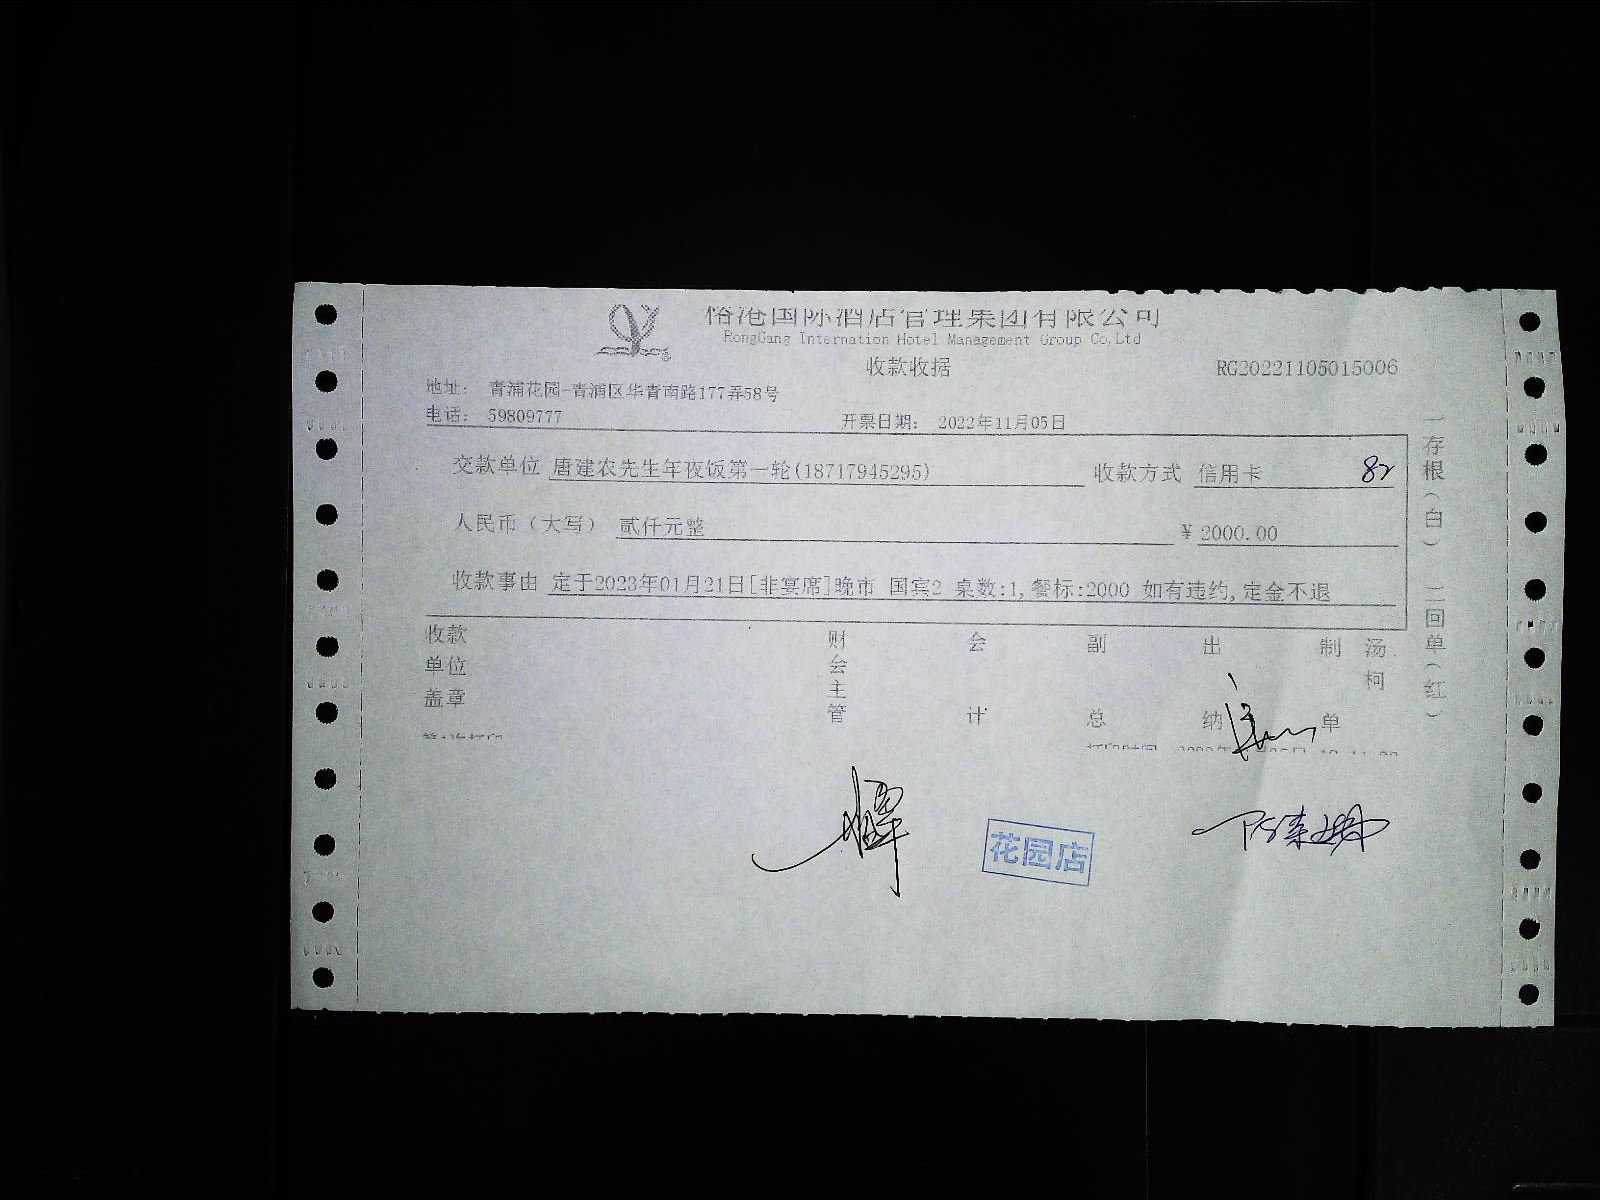 国际酒店管理集团有限公司
RongGang Internation Hotel Management Group Co,Ltd
收款收据
RG20221105015006
地址: 青浦花园-青浦区华青南路177弄58号
电话: 59809777
开票日期: 2022年11月05日
交款单位 唐建农先生年夜饭第一轮(18717945295) 收款方式 信用卡 82
人民币（大写） 贰仟元整 ¥ 2000.00
收款事由 定于2023年01月21日[非宴席]晚市 国宾2 桌数:1,餐标:2000 如有违约,定金不退
一存根（白） 二回单（红）
收款单位盖章
财会主管
会计
副总
出纳
制单
汤柯
花园店